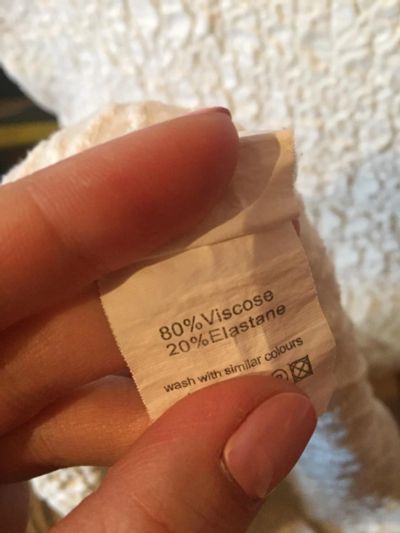 80%Viscose
20%Elastane
wash with similar colours